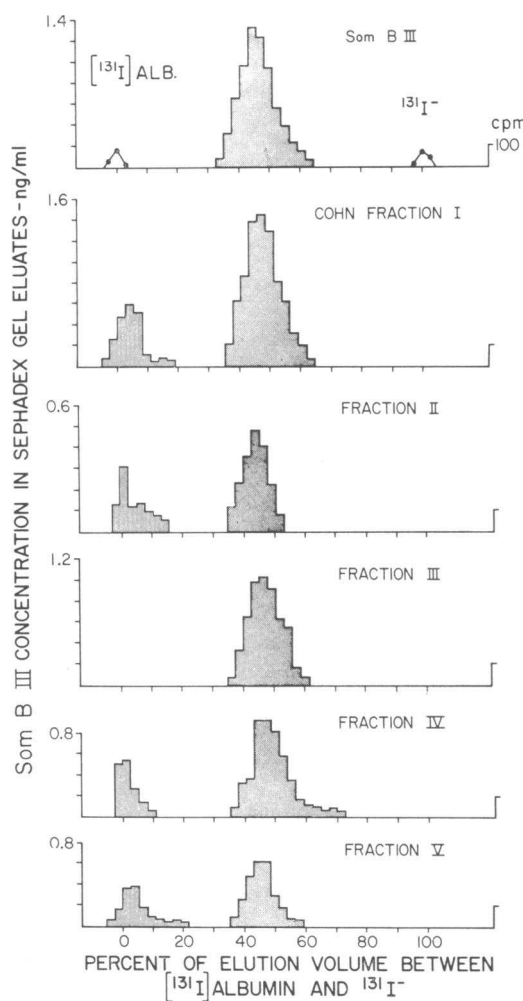 1.4
Som B III
[¹³¹I] ALB.
¹³¹I⁻
cpm
100
1.6
COHN FRACTION I
0.6
FRACTION II
1.2
FRACTION III
0.8
FRACTION IV
0.8
FRACTION V
Som B III CONCENTRATION IN SEPHADEX GEL ELUATES-ng/ml
0 20 40 60 80 100
PERCENT OF ELUTION VOLUME BETWEEN
[¹³¹I]ALBUMIN AND ¹³¹I⁻